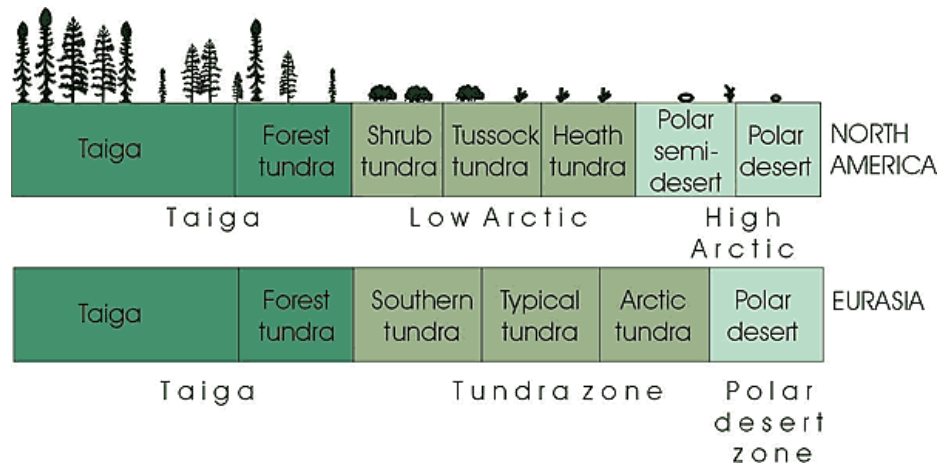 Taiga
Forest
tundra
Shrub
tundra
Tussock
tundra
Heath
tundra
Polar
semi-
desert
Polar
desert
NORTH
AMERICA
Taiga
Low Arctic
High
Arctic
Taiga
Forest
tundra
Southern
tundra
Typical
tundra
Arctic
tundra
Polar
desert
EURASIA
Taiga
Tundra zone
Polar
desert
zone